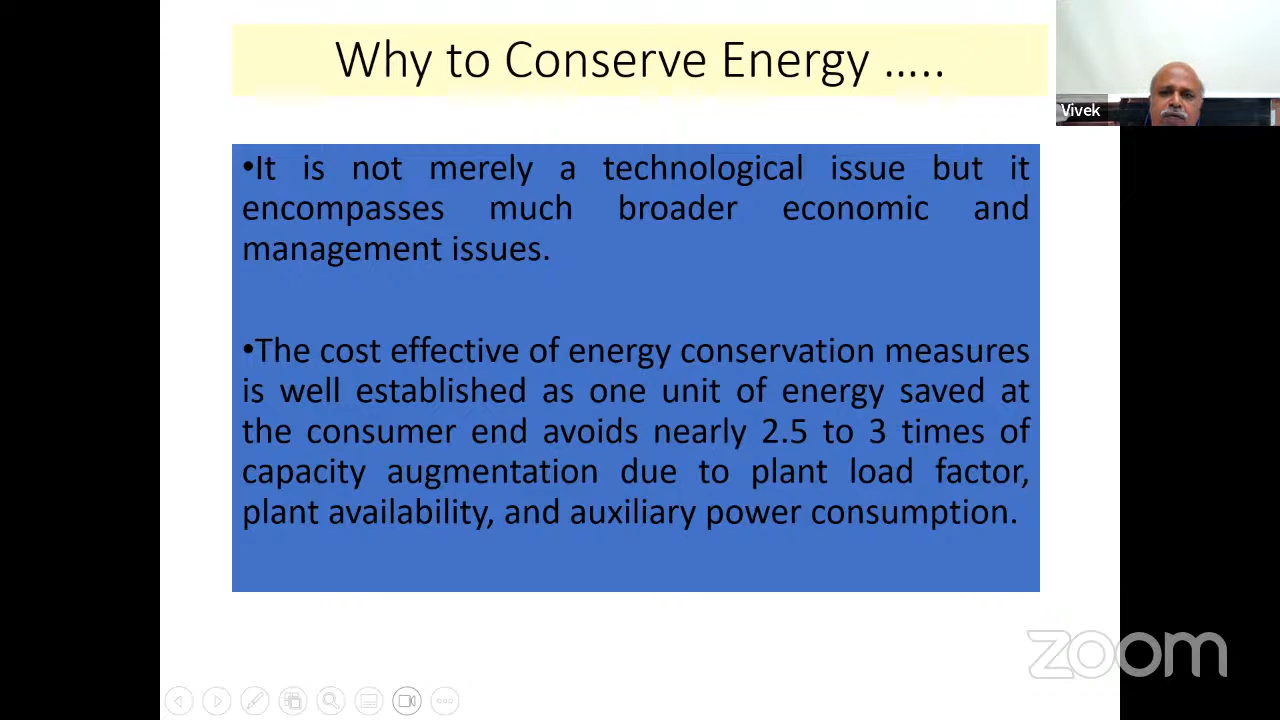 Why to Conserve Energy .....
Vivek
•It is not merely a technological issue but it
encompasses much broader economic and
management issues.
•The cost effective of energy conservation measures
is well established as one unit of energy saved at
the consumer end avoids nearly 2.5 to 3 times of
capacity augmentation due to plant load factor,
plant availability, and auxiliary power consumption.
zoom